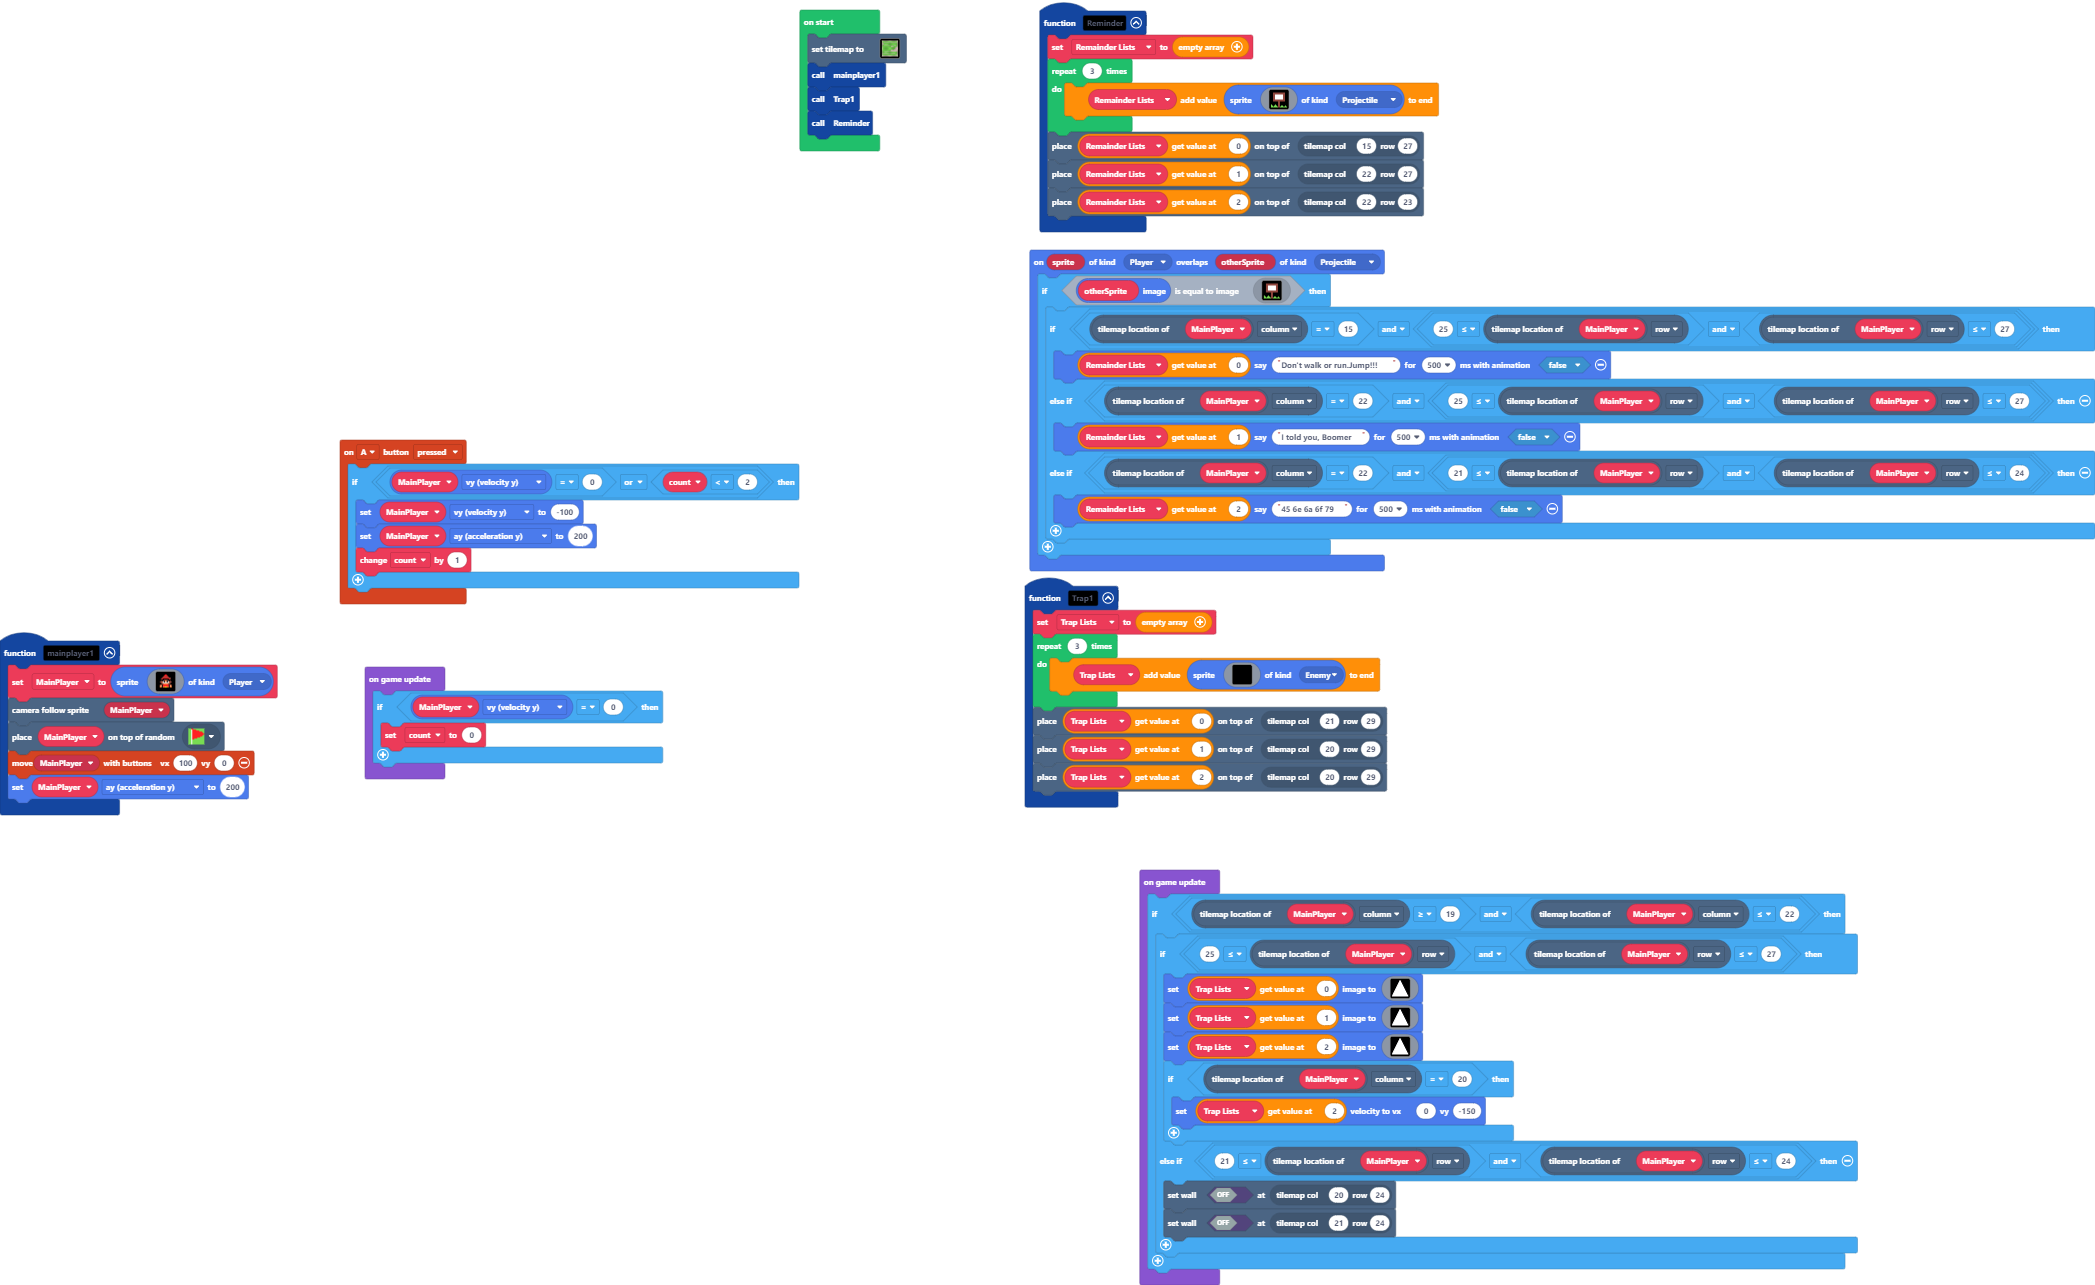 on start
set tilemap to
call mainplayer1
call Trap1
call Reminder
function Reminder
set Remainder Lists to empty array
repeat 3 times
do
Remainder Lists add value sprite of kind Projectile to end
place Remainder Lists get value at 0 on top of tilemap col 15 row 27
place Remainder Lists get value at 1 on top of tilemap col 22 row 27
place Remainder Lists get value at 2 on top of tilemap col 22 row 23
on sprite of kind Player overlaps otherSprite of kind Projectile
if otherSprite image is equal to image then
if tilemap location of MainPlayer column = 15 and 25 ≤ tilemap location of MainPlayer row and tilemap location of MainPlayer row ≤ 27 then
Remainder Lists get value at 0 say "Don't walk or run.Jump!!!" for 500 ms with animation false
else if tilemap location of MainPlayer column = 22 and 25 ≤ tilemap location of MainPlayer row and tilemap location of MainPlayer row ≤ 27 then
Remainder Lists get value at 1 say "I told you, Boomer" for 500 ms with animation false
else if tilemap location of MainPlayer column = 22 and 21 ≤ tilemap location of MainPlayer row and tilemap location of MainPlayer row ≤ 24 then
Remainder Lists get value at 2 say "45 6e 6a 6f 79" for 500 ms with animation false
on A button pressed
if MainPlayer vy (velocity y) = 0 or count < 2 then
set MainPlayer vy (velocity y) to -100
set MainPlayer ay (acceleration y) to 200
change count by 1
function Trap1
set Trap Lists to empty array
repeat 3 times
do
Trap Lists add value sprite of kind Enemy to end
place Trap Lists get value at 0 on top of tilemap col 21 row 29
place Trap Lists get value at 1 on top of tilemap col 20 row 29
place Trap Lists get value at 2 on top of tilemap col 20 row 29
function mainplayer1
set MainPlayer to sprite of kind Player
camera follow sprite MainPlayer
place MainPlayer on top of random
move MainPlayer with buttons vx 100 vy 0
set MainPlayer ay (acceleration y) to 200
on game update
if MainPlayer vy (velocity y) = 0 then
set count to 0
on game update
if tilemap location of MainPlayer column ≥ 19 and tilemap location of MainPlayer column ≤ 22 then
if 25 ≤ tilemap location of MainPlayer row and tilemap location of MainPlayer row ≤ 27 then
set Trap Lists get value at 0 image to
set Trap Lists get value at 1 image to
set Trap Lists get value at 2 image to
if tilemap location of MainPlayer column = 20 then
set Trap Lists get value at 2 velocity to vx 0 vy -150
else if 21 ≤ tilemap location of MainPlayer row and tilemap location of MainPlayer row ≤ 24 then
set wall OFF at tilemap col 20 row 24
set wall OFF at tilemap col 21 row 24